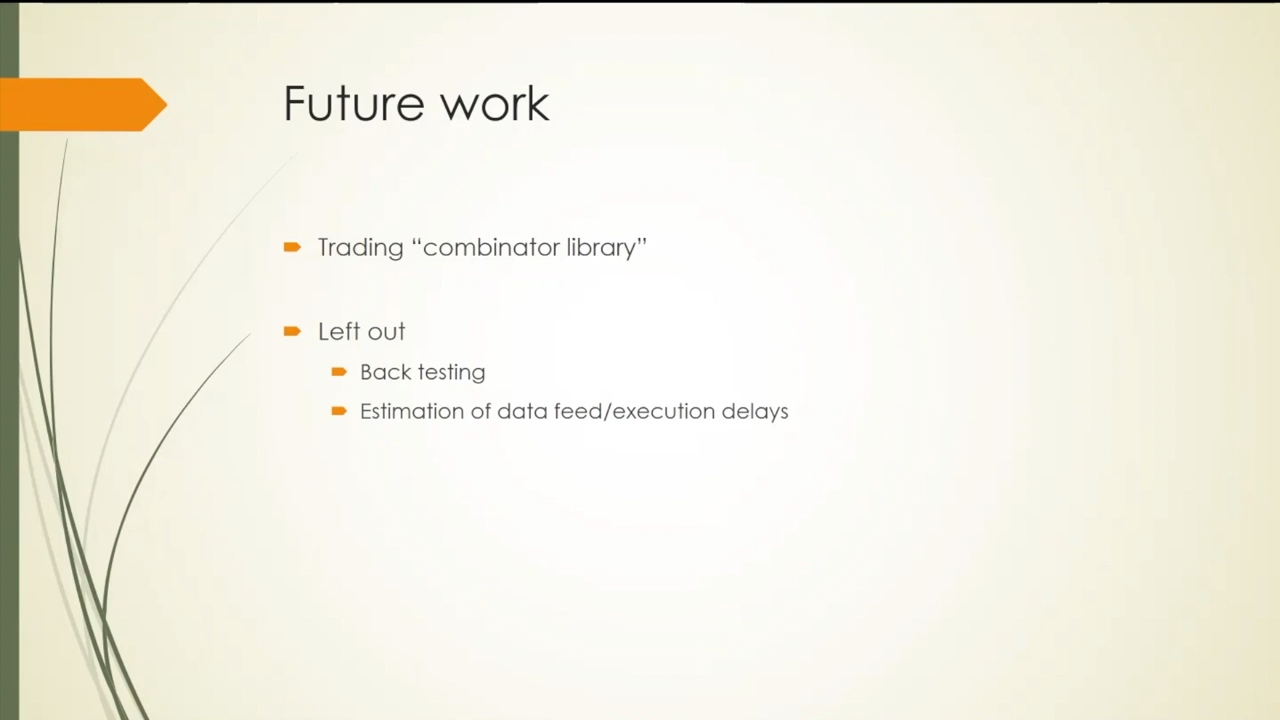 Future work
Trading “combinator library”
Left out
Back testing
Estimation of data feed/execution delays